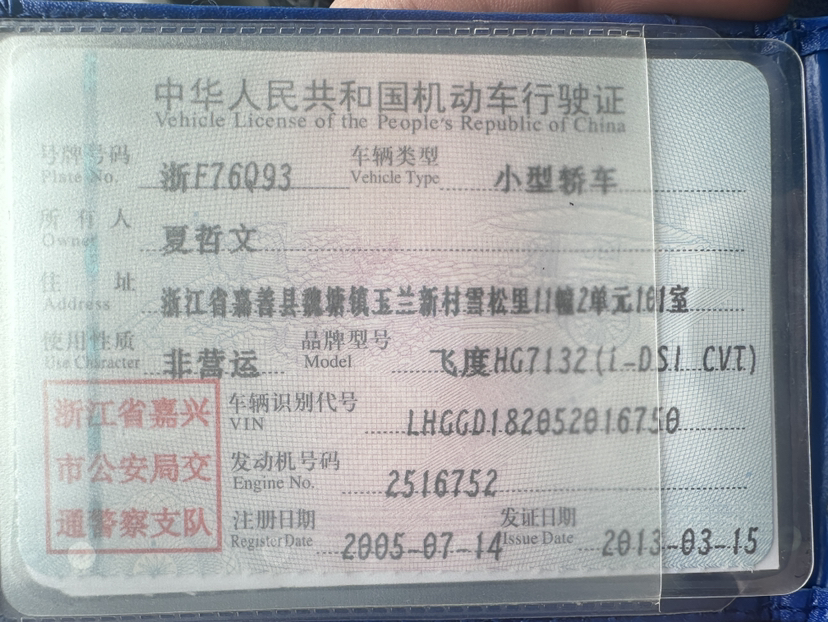 中华人民共和国机动车行驶证
Vehicle License of the People's Republic of China
号牌号码 浙F76Q93 车辆类型 小型轿车
Plate No. Vehicle Type
所有人 夏哲文
Owner
住址 浙江省嘉善县魏塘镇玉兰新村雪松里11幢2单元101室
Address
使用性质 非营运 品牌型号 飞度HG7132(i-DSI CVT)
Use Character Model
浙江省嘉兴
市公安局交
通警察支队
车辆识别代号 LHGGD182052016750
VIN
发动机号码 2516752
Engine No.
注册日期 2005-07-14 发证日期 2013-03-15
Register Date Issue Date